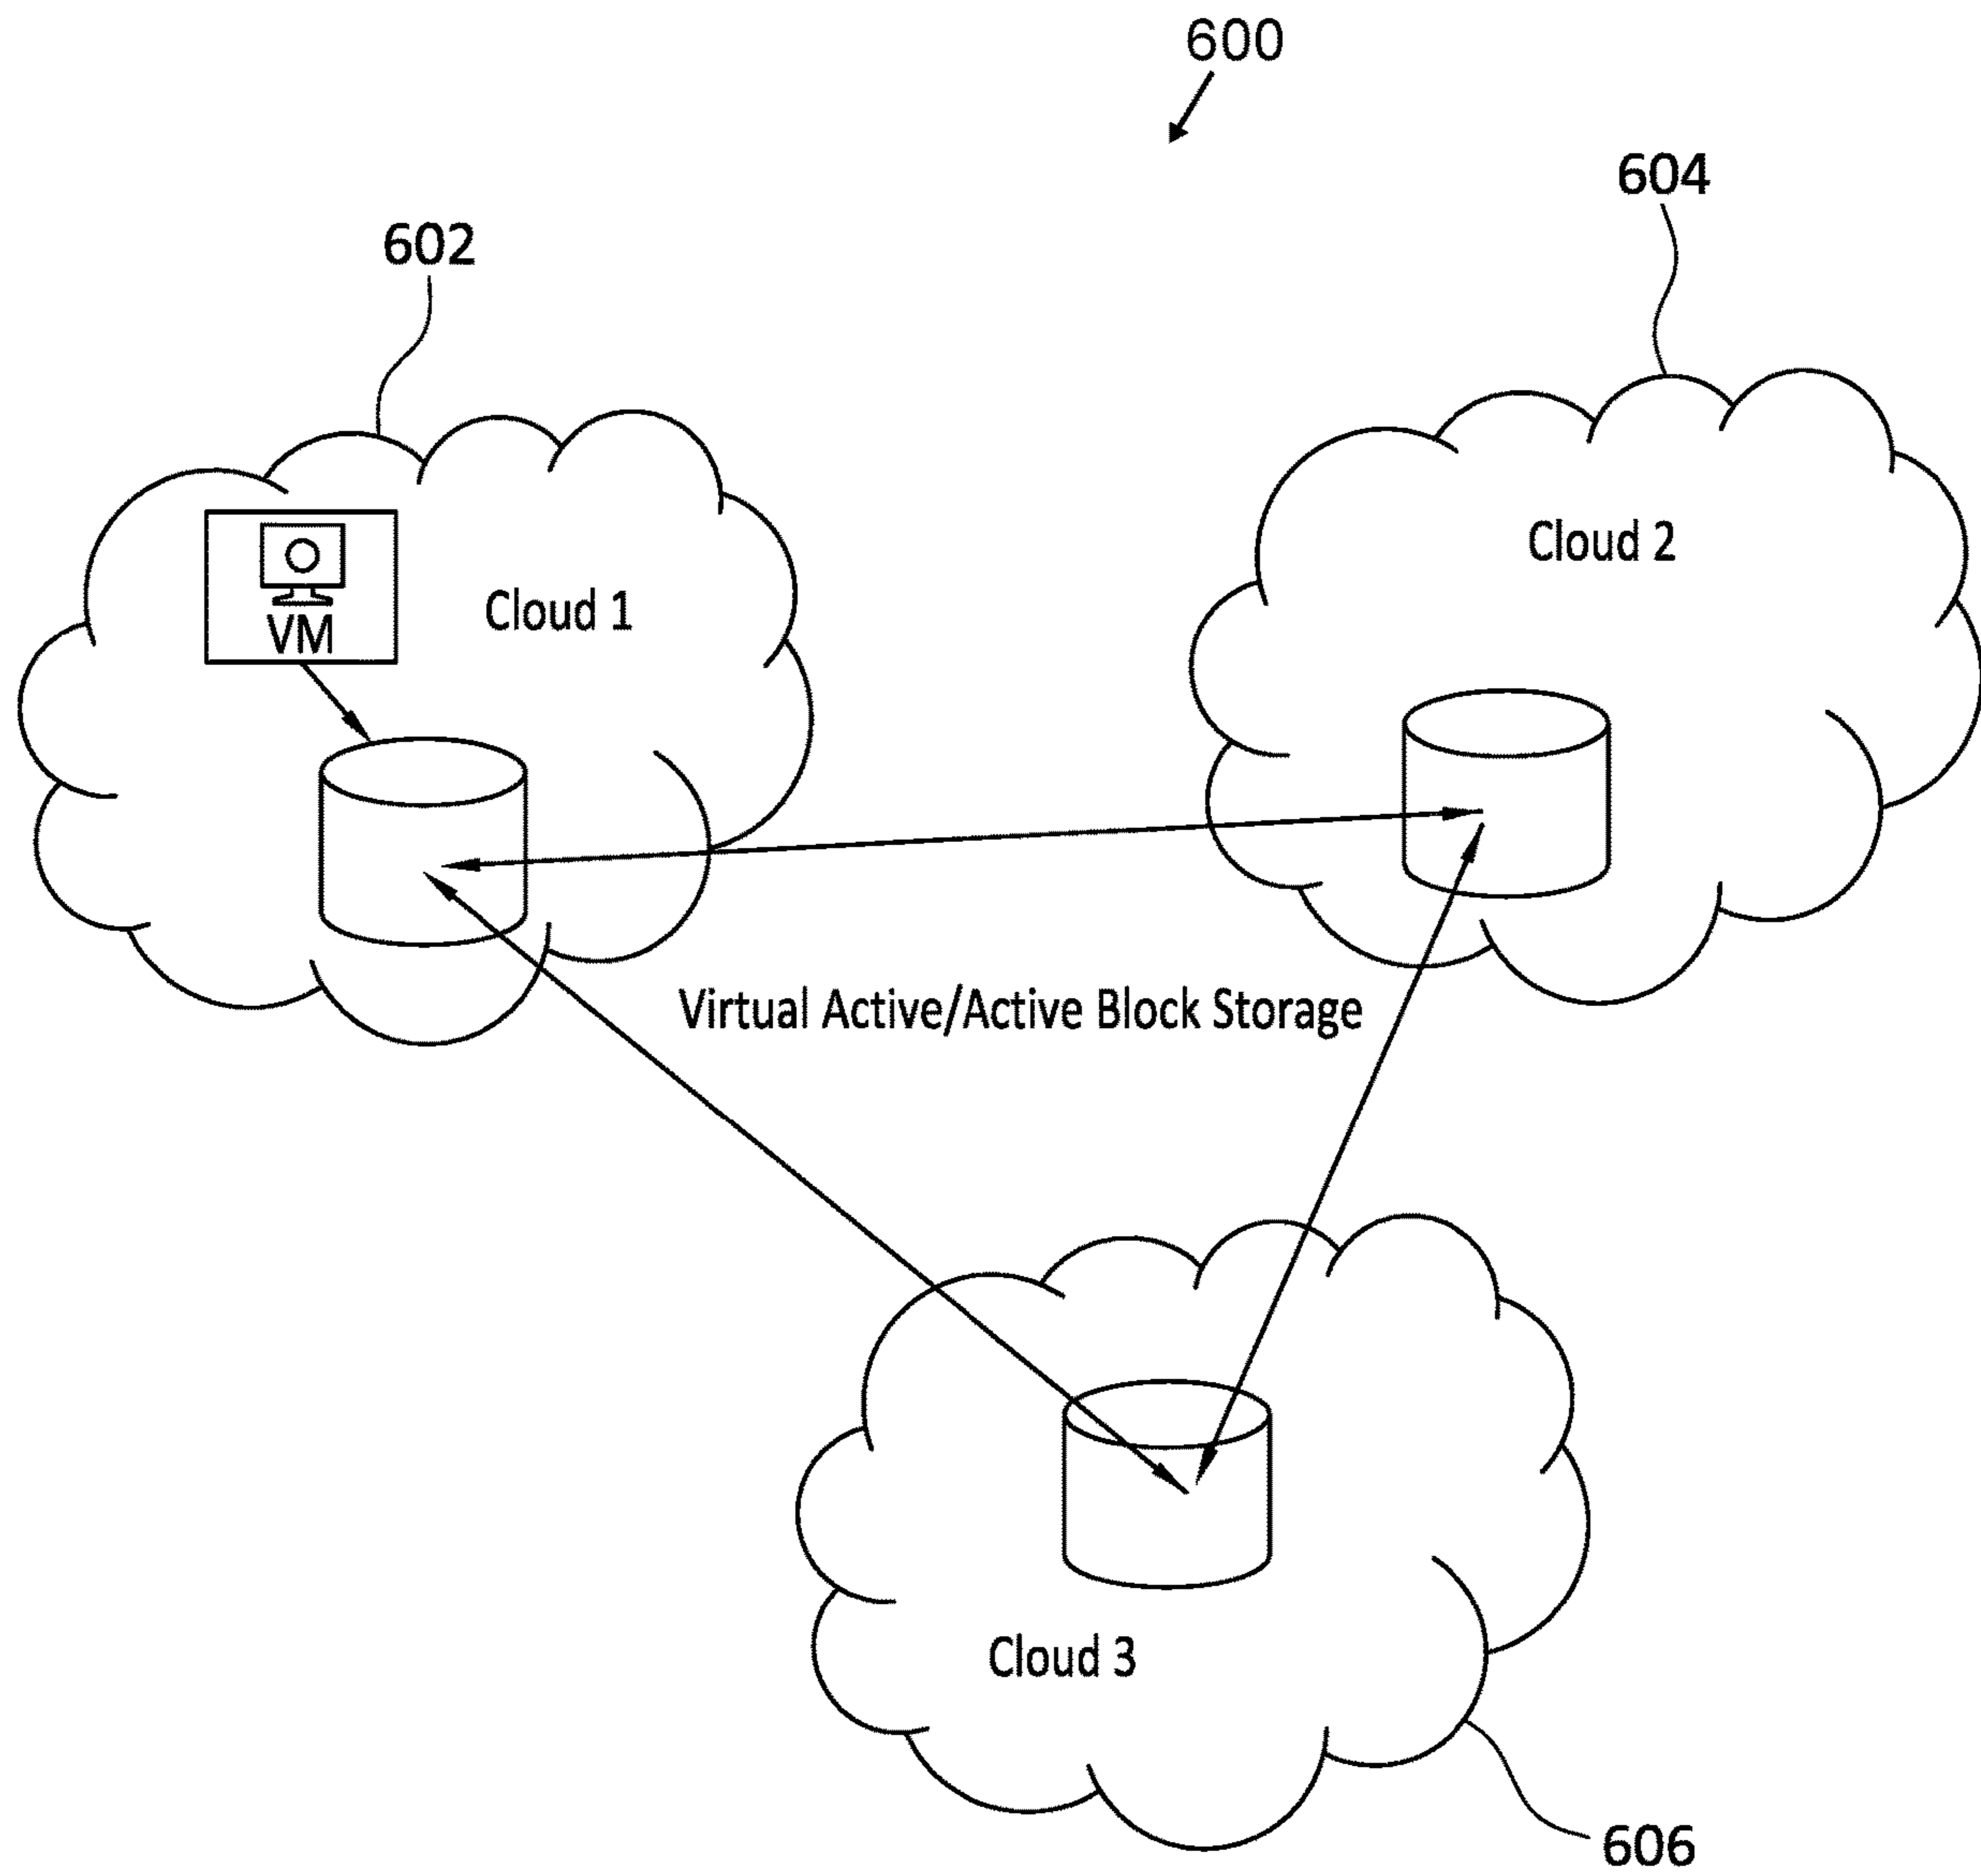 600
604
602
Cloud 2
Cloud 1
VM
Virtual Active/Active Block Storage
Cloud 3
606